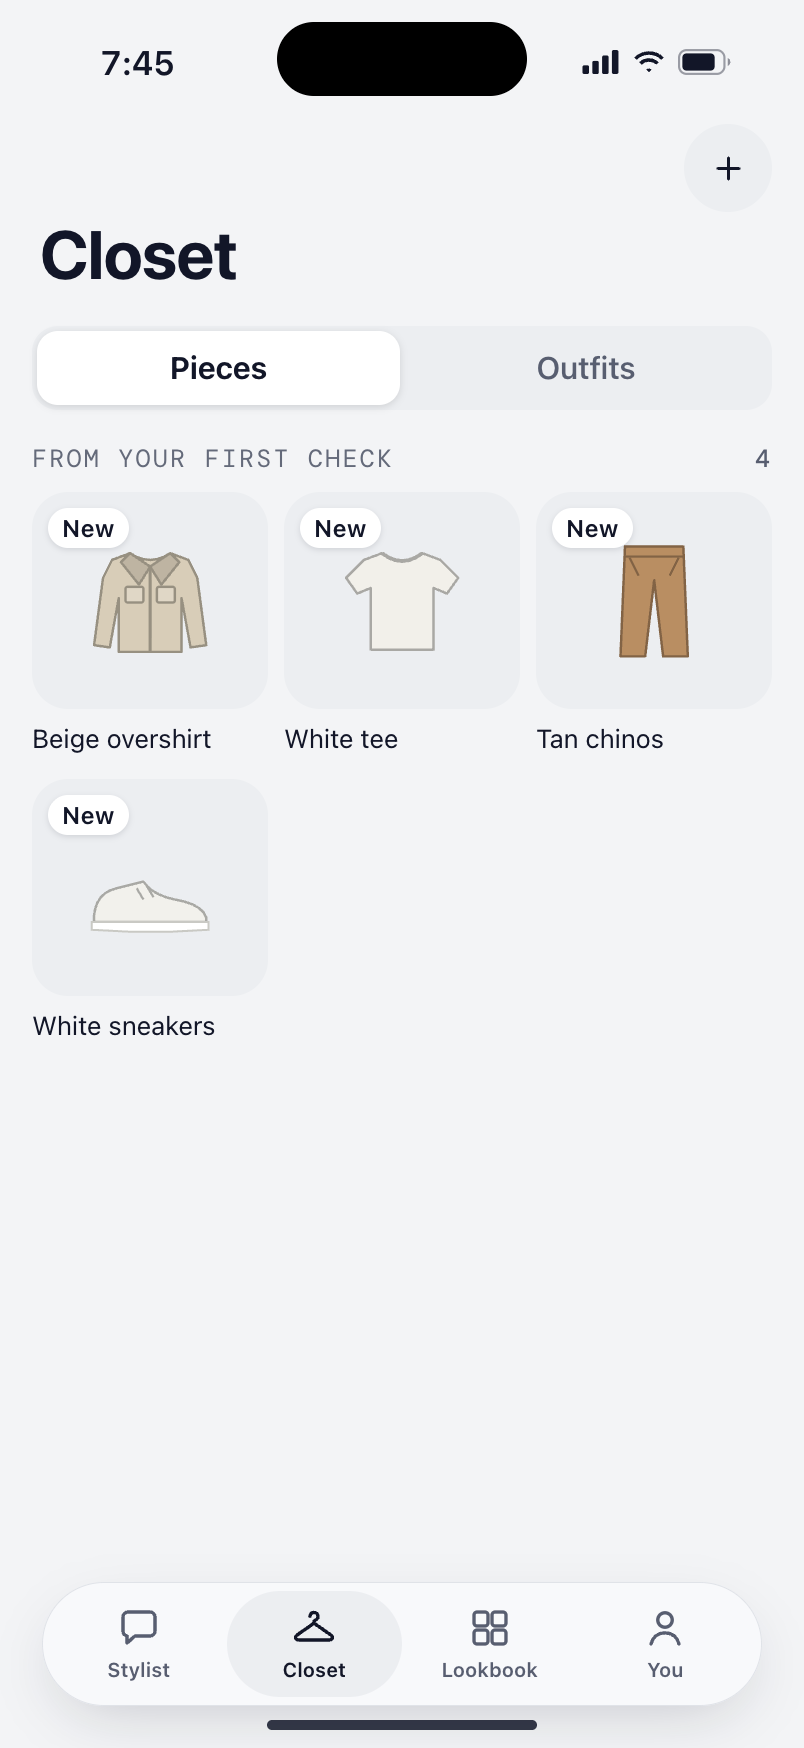 7:45
Closet
Pieces
Outfits
FROM YOUR FIRST CHECK 4
New
New
New
Beige overshirt
White tee
Tan chinos
New
White sneakers
Stylist
Closet
Lookbook
You